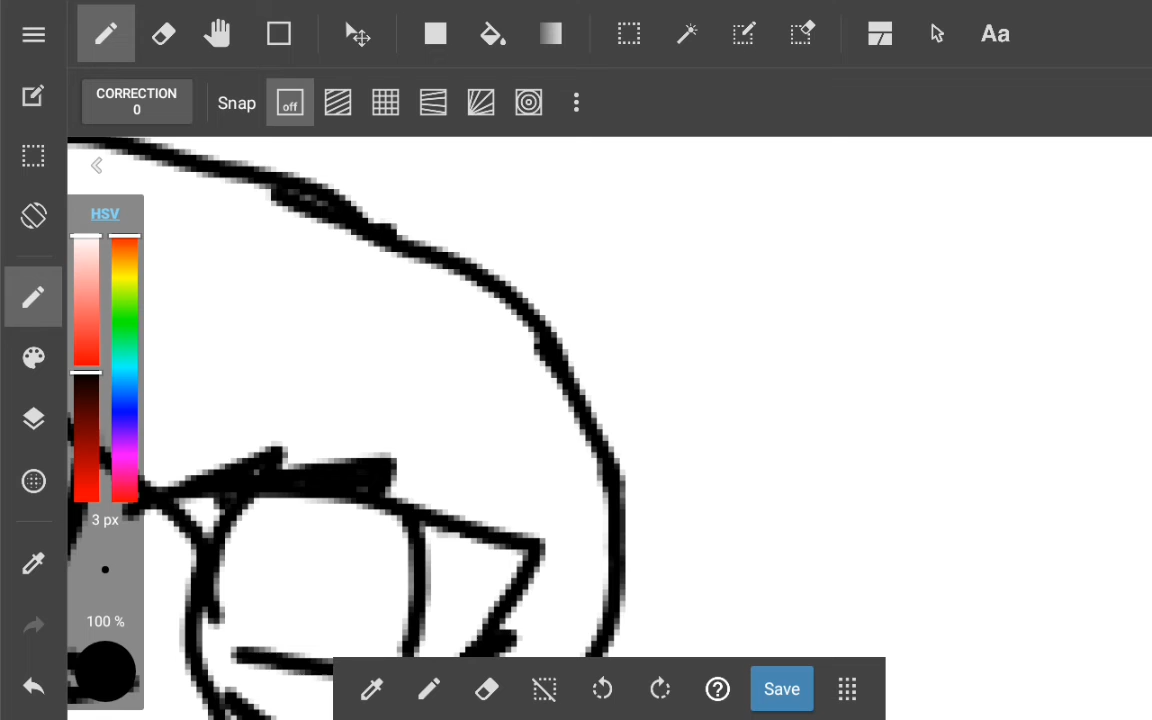 Aa
CORRECTION
0
Snap
off
HSV
3 px
100 %
Save